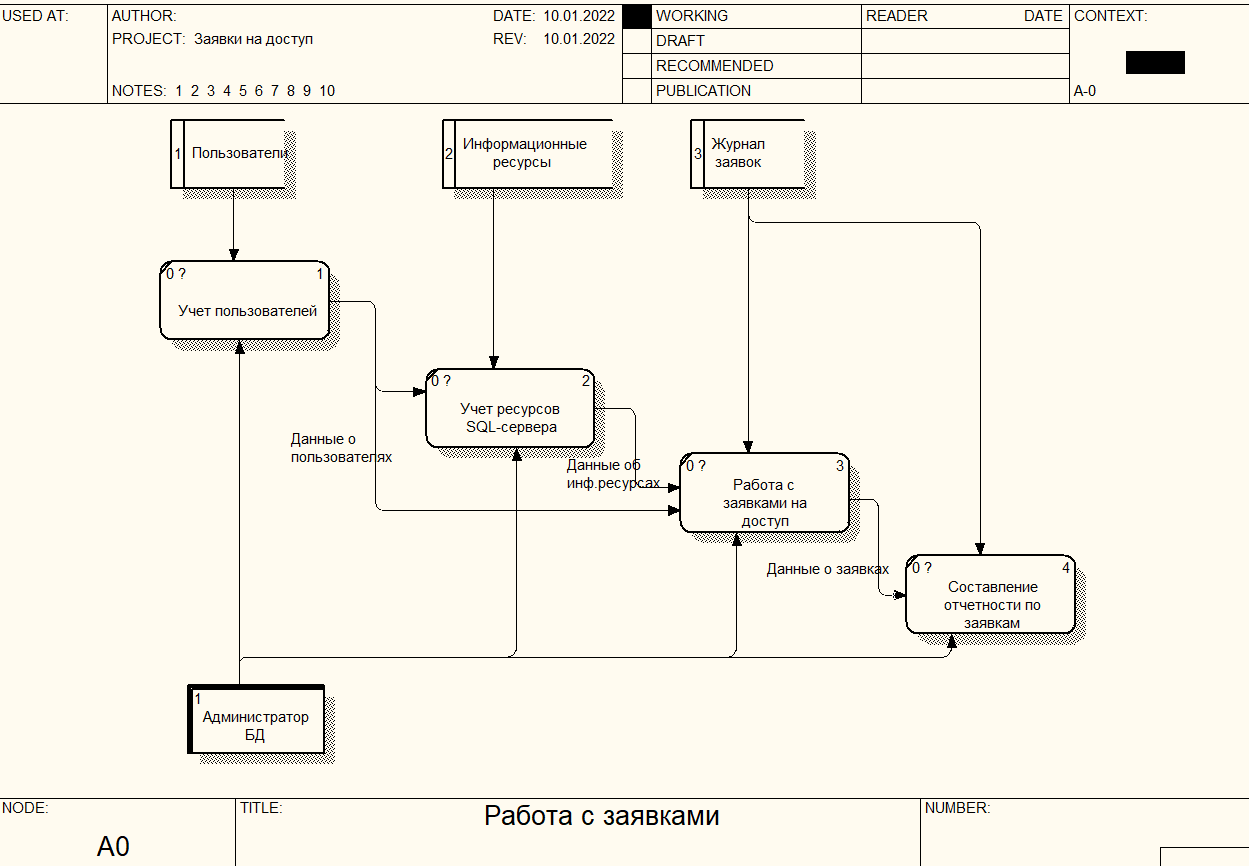 USED AT:
AUTHOR:
DATE: 10.01.2022
WORKING
READER
DATE
CONTEXT:
PROJECT: Заявки на доступ
REV: 10.01.2022
DRAFT
RECOMMENDED
NOTES: 1 2 3 4 5 6 7 8 9 10
PUBLICATION
A-0
1
Пользователи
2
Информационные
ресурсы
3
Журнал
заявок
0 ?
1
Учет пользователей
0 ?
2
Учет ресурсов
SQL-сервера
Данные о
пользователях
Данные об
инф.ресурсах
0 ?
3
Работа с
заявками на
доступ
Данные о заявках
0 ?
4
Составление
отчетности по
заявкам
1
Администратор
БД
NODE:
A0
TITLE:
Работа с заявками
NUMBER: